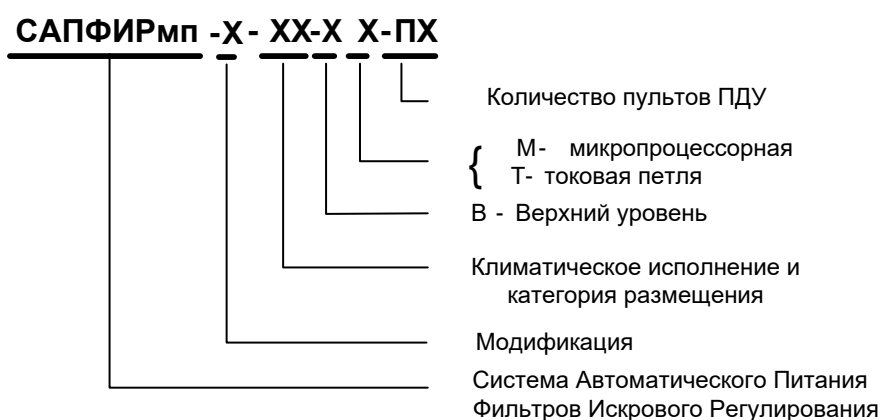 САПФИРмп -Х- ХХ-Х Х-ПХ
Количество пультов ПДУ
{ М- микропроцессорная
Т- токовая петля
В - Верхний уровень
Климатическое исполнение и
категория размещения
Модификация
Система Автоматического Питания
Фильтров Искрового Регулирования